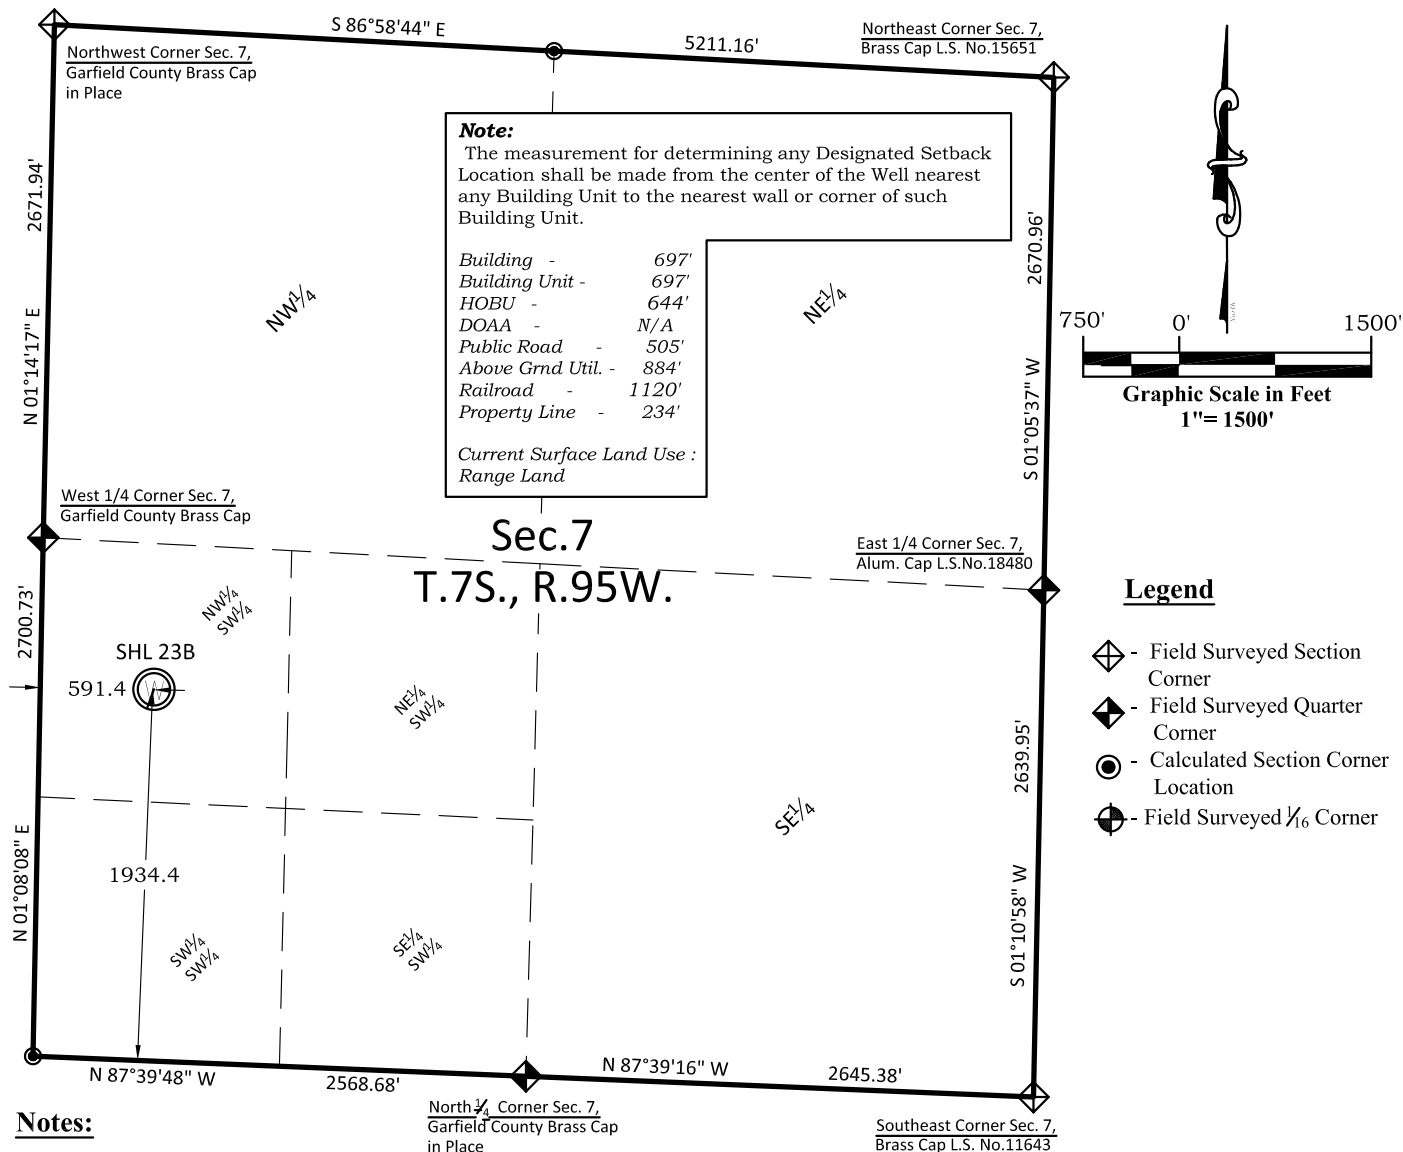 S 86°58'44" E
5211.16'
Northwest Corner Sec. 7,
Garfield County Brass Cap
in Place
Northeast Corner Sec. 7,
Brass Cap L.S. No.15651
2671.94'
N 01°14'17" E
Note:
The measurement for determining any Designated Setback
Location shall be made from the center of the Well nearest
any Building Unit to the nearest wall or corner of such
Building Unit.
Building - 697'
Building Unit - 697'
HOBU - 644'
DOAA - N/A
Public Road - 505'
Above Grnd Util. - 884'
Railroad - 1120'
Property Line - 234'
Current Surface Land Use :
Range Land
NW1/4
NE1/4
2670.96'
S 01°05'37" W
North
750' 0' 1500'
Graphic Scale in Feet
1"= 1500'
West 1/4 Corner Sec. 7,
Garfield County Brass Cap
Sec.7
T.7S., R.95W.
East 1/4 Corner Sec. 7,
Alum. Cap L.S.No.18480
Legend
- Field Surveyed Section
Corner
- Field Surveyed Quarter
Corner
- Calculated Section Corner
Location
- Field Surveyed 1/16 Corner
2700.73'
N 01°08'08" E
NW1/4
SW1/4
SHL 23B
591.4
NE1/4
SW1/4
1934.4
SW1/4
SW1/4
SE1/4
SW1/4
SE1/4
2639.95'
S 01°10'58" W
N 87°39'48" W
2568.68'
N 87°39'16" W
2645.38'
North 1/4 Corner Sec. 7,
Garfield County Brass Cap
in Place
Southeast Corner Sec. 7,
Brass Cap L.S. No.11643
Notes: